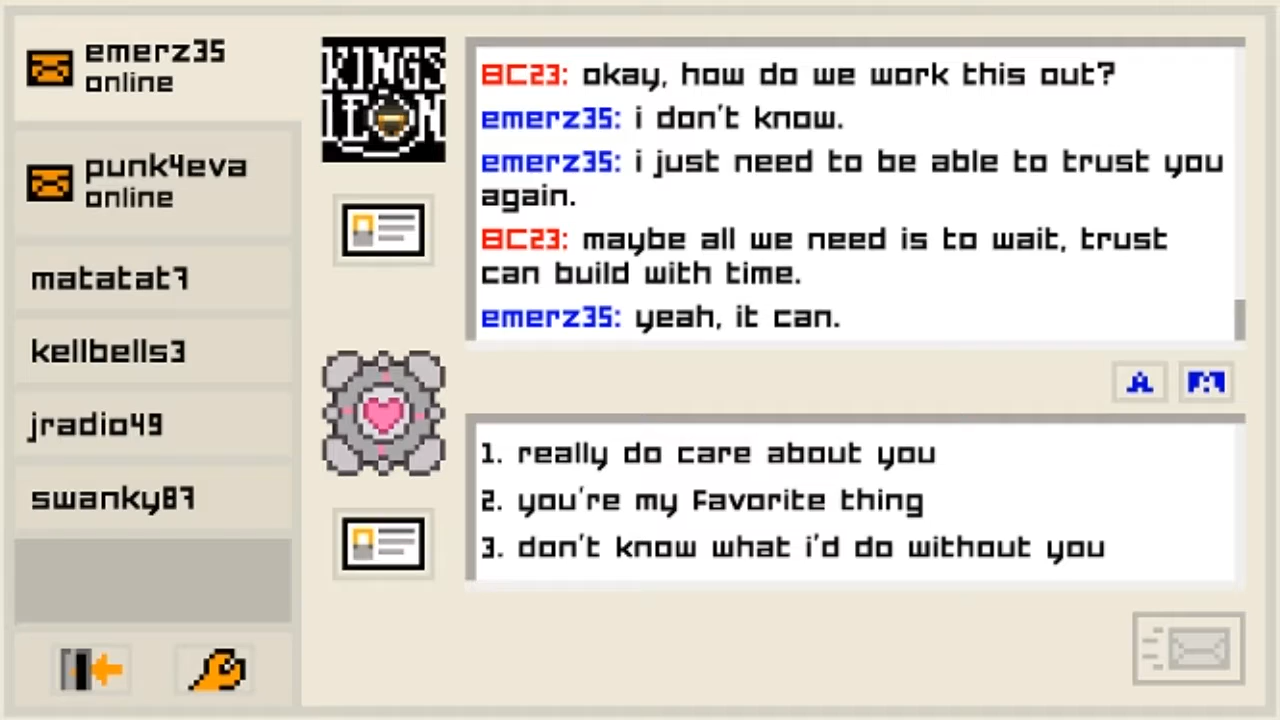 emerz35
online
punk4eva
online
matatat7
kellbells3
jradio49
swanky87
KINGS
LEON
BC23: okay, how do we work this out?
emerz35: i don't know.
emerz35: i just need to be able to trust you
again.
BC23: maybe all we need is to wait, trust
can build with time.
emerz35: yeah, it can.
A
A
1. really do care about you
2. you're my favorite thing
3. don't know what i'd do without you